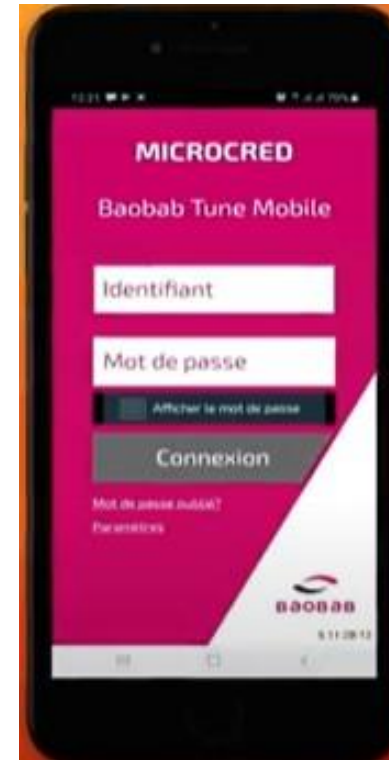 MICROCRED
Baobab Tune Mobile
Identifiant
Mot de passe
Afficher le mot de passe
Connexion
Mot de passe oublié?
Paramètres
BAOBAB